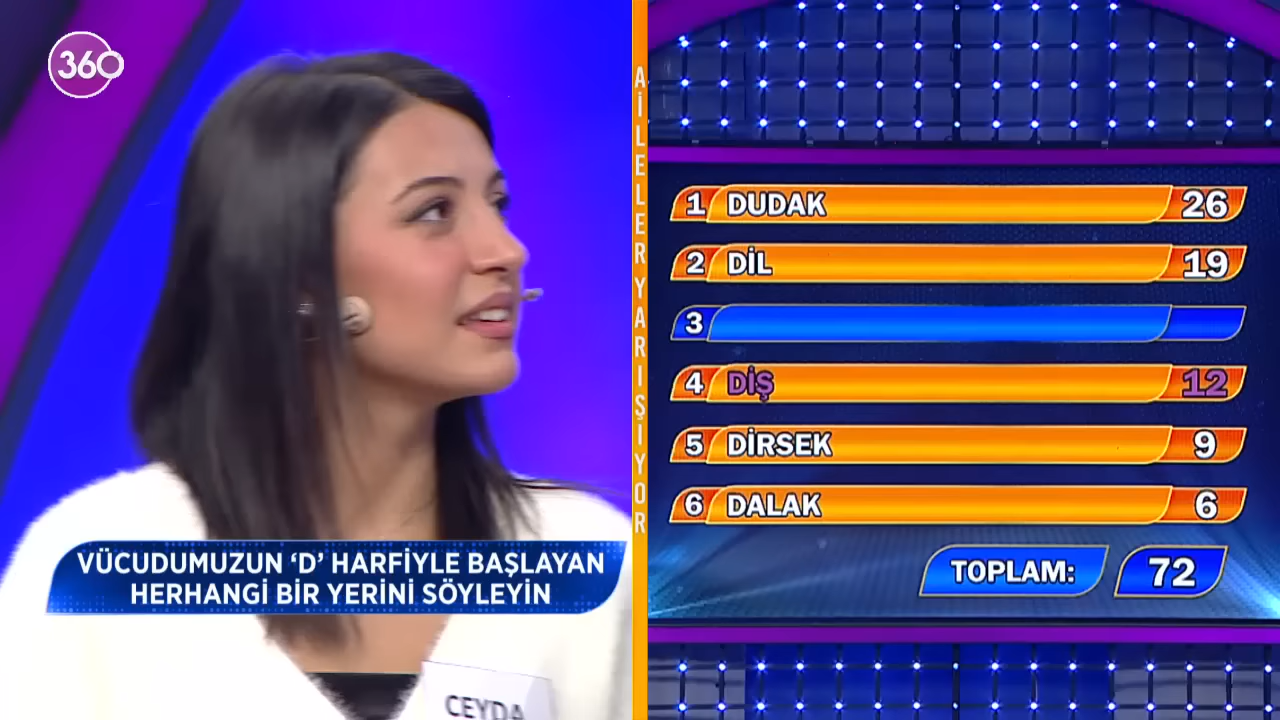 360
AİLELER YARIŞIYOR
1 DUDAK 26
2 DİL 19
3
4 DİŞ 12
5 DİRSEK 9
6 DALAK 6
TOPLAM: 72
VÜCUDUMUZUN ‘D’ HARFİYLE BAŞLAYAN
HERHANGİ BİR YERİNİ SÖYLEYİN
CEYDA